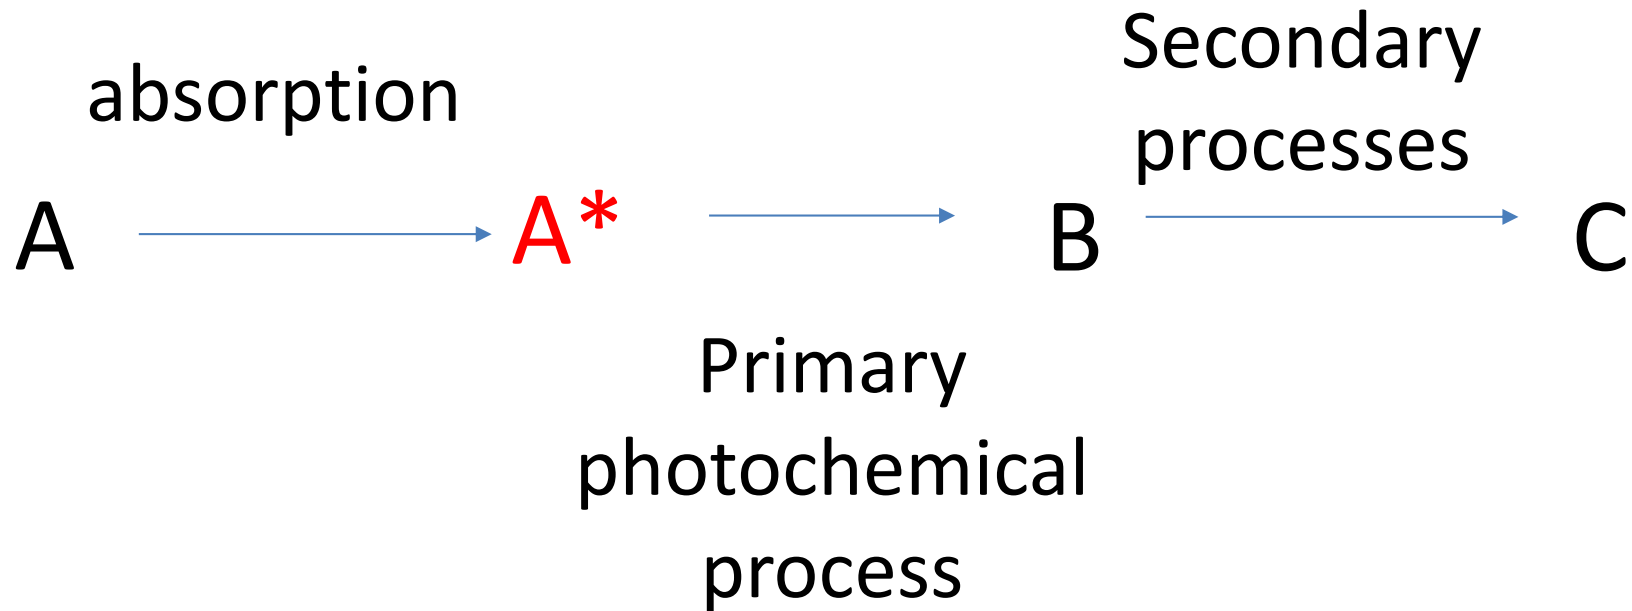 absorption
Secondary
processes
A
A*
B
C
Primary
photochemical
process